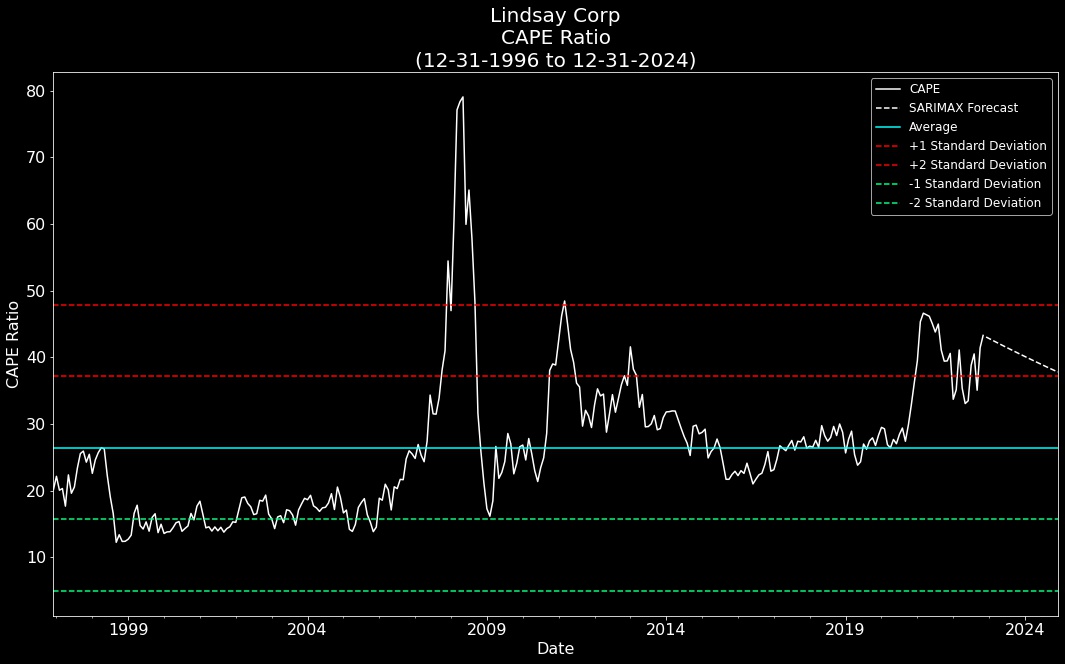 Lindsay Corp
CAPE Ratio
(12-31-1996 to 12-31-2024)
CAPE
SARIMAX Forecast
Average
+1 Standard Deviation
+2 Standard Deviation
-1 Standard Deviation
-2 Standard Deviation
CAPE Ratio
80
70
60
50
40
30
20
10
1999
2004
2009
2014
2019
2024
Date